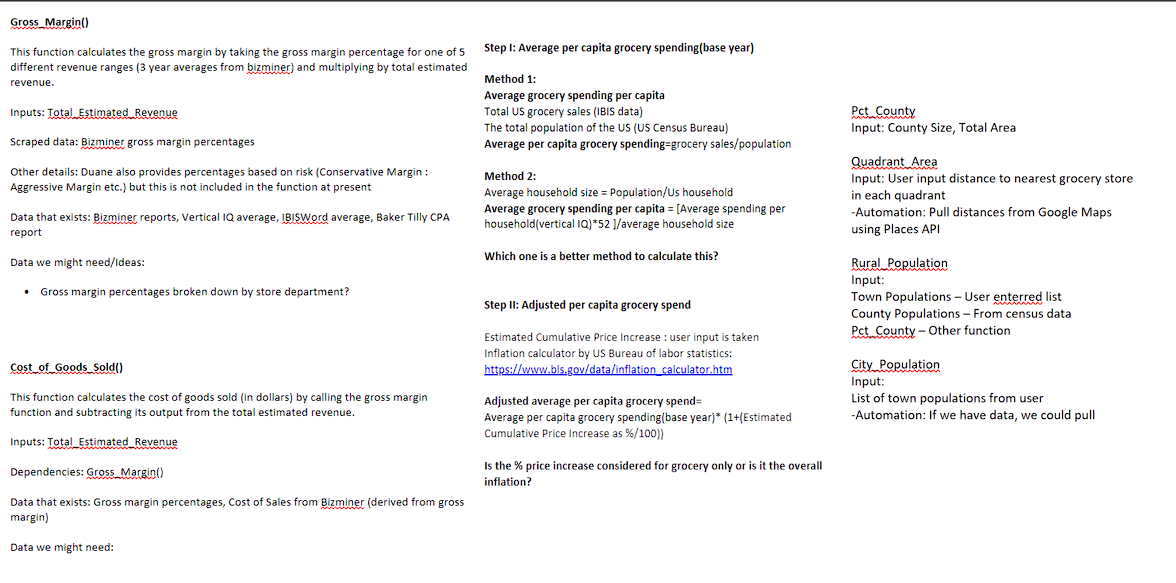 Gross_Margin()
This function calculates the gross margin by taking the gross margin percentage for one of 5
different revenue ranges (3 year averages from bizminer) and multiplying by total estimated
revenue.
Inputs: Total_Estimated_Revenue
Scraped data: Bizminer gross margin percentages
Other details: Duane also provides percentages based on risk (Conservative Margin :
Aggressive Margin etc.) but this is not included in the function at present
Data that exists: Bizminer reports, Vertical IQ average, IBISWord average, Baker Tilly CPA
report
Data we might need/Ideas:
• Gross margin percentages broken down by store department?
Cost_of_Goods_Sold()
This function calculates the cost of goods sold (in dollars) by calling the gross margin
function and subtracting its output from the total estimated revenue.
Inputs: Total_Estimated_Revenue
Dependencies: Gross_Margin()
Data that exists: Gross margin percentages, Cost of Sales from Bizminer (derived from gross
margin)
Data we might need:
Step I: Average per capita grocery spending(base year)
Method 1:
Average grocery spending per capita
Total US grocery sales (IBIS data)
The total population of the US (US Census Bureau)
Average per capita grocery spending=grocery sales/population
Method 2:
Average household size = Population/Us household
Average grocery spending per capita = [Average spending per
household(vertical IQ)*52 ]/average household size
Which one is a better method to calculate this?
Step II: Adjusted per capita grocery spend
Estimated Cumulative Price Increase : user input is taken
Inflation calculator by US Bureau of labor statistics:
https://www.bls.gov/data/inflation_calculator.htm
Adjusted average per capita grocery spend=
Average per capita grocery spending(base year)* (1+(Estimated
Cumulative Price Increase as %/100))
Is the % price increase considered for grocery only or is it the overall
inflation?
Pct_County
Input: County Size, Total Area
Quadrant_Area
Input: User input distance to nearest grocery store
in each quadrant
-Automation: Pull distances from Google Maps
using Places API
Rural_Population
Input:
Town Populations – User enterred list
County Populations – From census data
Pct_County – Other function
City_Population
Input:
List of town populations from user
-Automation: If we have data, we could pull